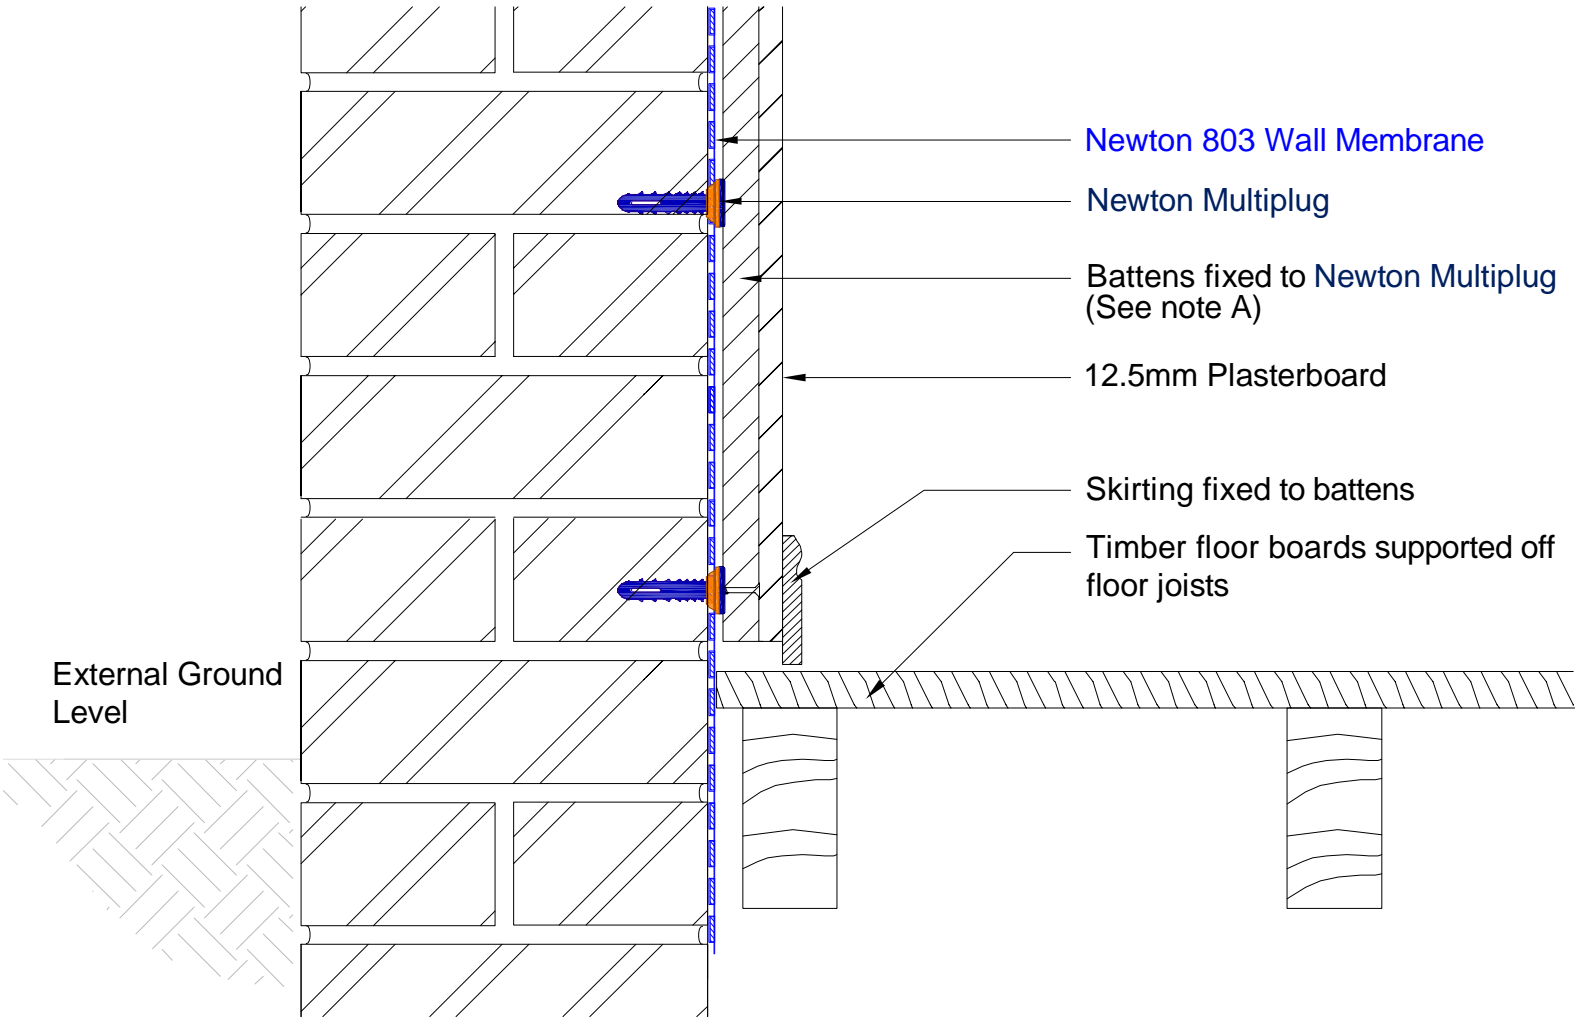 Newton 803 Wall Membrane
Newton Multiplug
Battens fixed to Newton Multiplug
(See note A)
12.5mm Plasterboard
Skirting fixed to battens
Timber floor boards supported off
floor joists
External Ground
Level